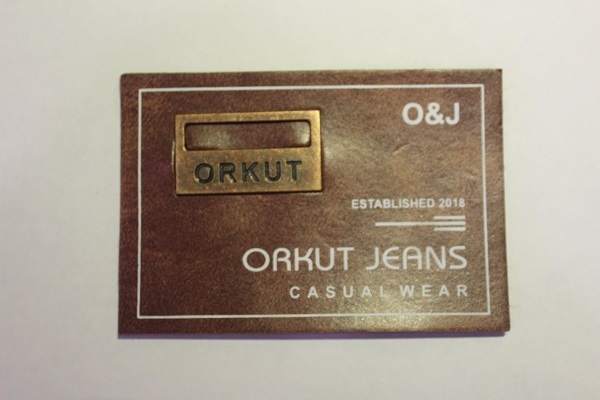 O&J
ORKUT
ESTABLISHED 2018
ORKUT JEANS
CASUAL WEAR